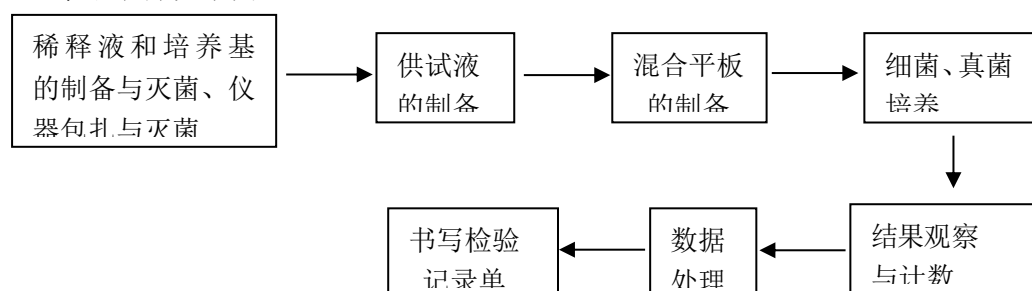 稀释液和培养基
的制备与灭菌、仪
器包扎与灭菌
供试液
的制备
混合平板
的制备
细菌、真菌
培养
结果观察
与计数
数据
处理
书写检验
记录单